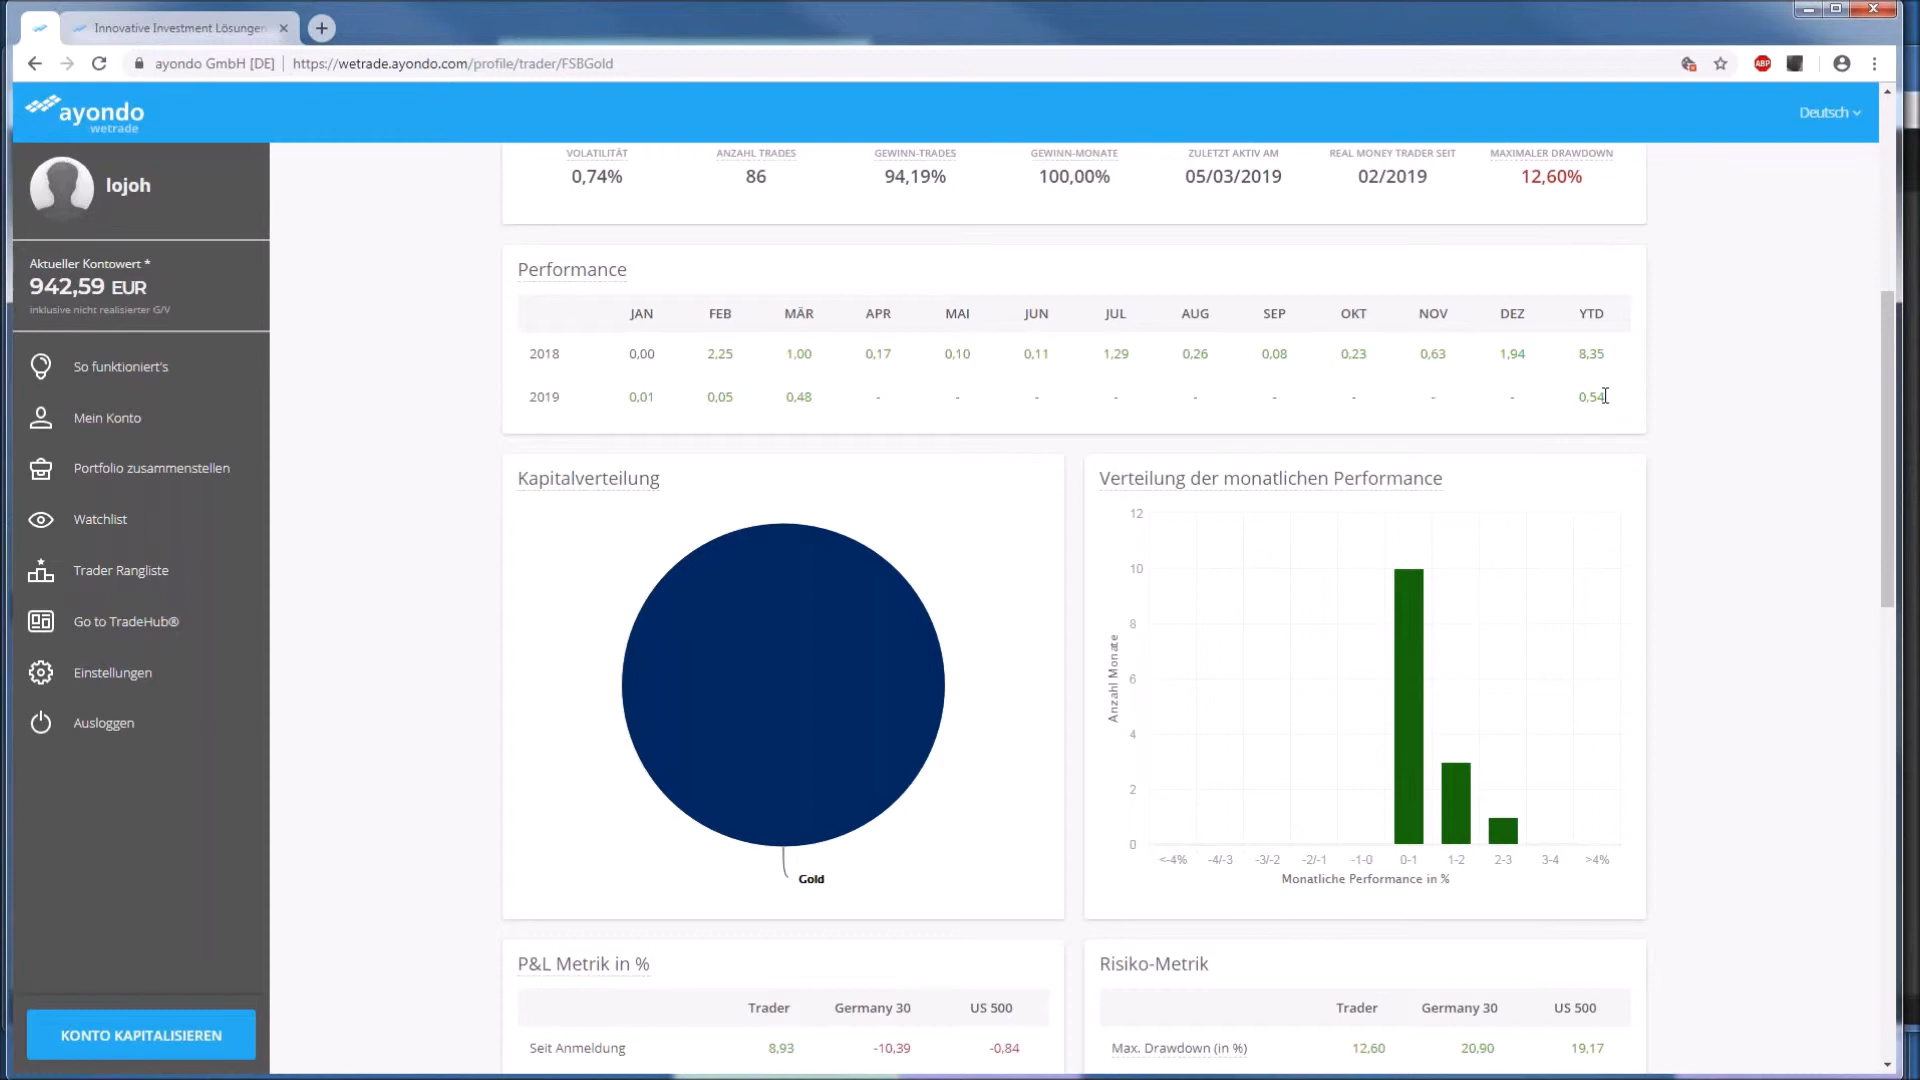 Innovative Investment Lösungen
ayondo GmbH [DE] https://wetrade.ayondo.com/profile/trader/FSBGold
ABP
ayondo
wetrade
Deutsch
lojoh
Aktueller Kontowert *
942,59 EUR
inklusive nicht realisierter G/V
So funktioniert's
Mein Konto
Portfolio zusammenstellen
Watchlist
Trader Rangliste
Go to TradeHub®
Einstellungen
Ausloggen
KONTO KAPITALISIEREN
VOLATILITÄT ANZAHL TRADES GEWINN-TRADES GEWINN-MONATE ZULETZT AKTIV AM REAL MONEY TRADER SEIT MAXIMALER DRAWDOWN
0,74% 86 94,19% 100,00% 05/03/2019 02/2019 12,60%
Performance
JAN FEB MÄR APR MAI JUN JUL AUG SEP OKT NOV DEZ YTD
2018 0,00 2,25 1,00 0,17 0,10 0,11 1,29 0,26 0,08 0,23 0,63 1,94 8,35
2019 0,01 0,05 0,48 - - - - - - - - - 0,54
Kapitalverteilung
Gold
Verteilung der monatlichen Performance
Anzahl Monate
12
10
8
6
4
2
0
<-4% -4/-3 -3/-2 -2/-1 -1-0 0-1 1-2 2-3 3-4 >4%
Monatliche Performance in %
P&L Metrik in %
Trader Germany 30 US 500
Seit Anmeldung 8,93 -10,39 -0,84
Risiko-Metrik
Trader Germany 30 US 500
Max. Drawdown (in %) 12,60 20,90 19,17